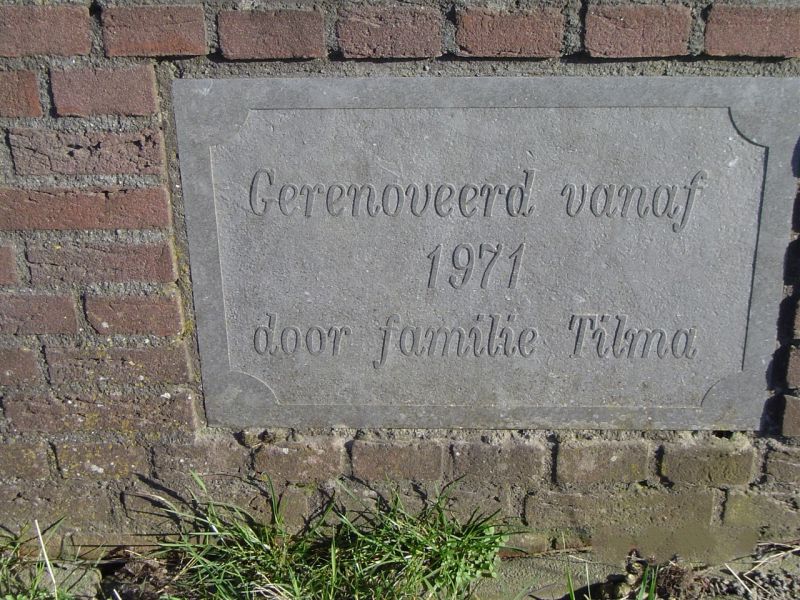 Gerenoveerd vanaf
1971
door familie Tilma